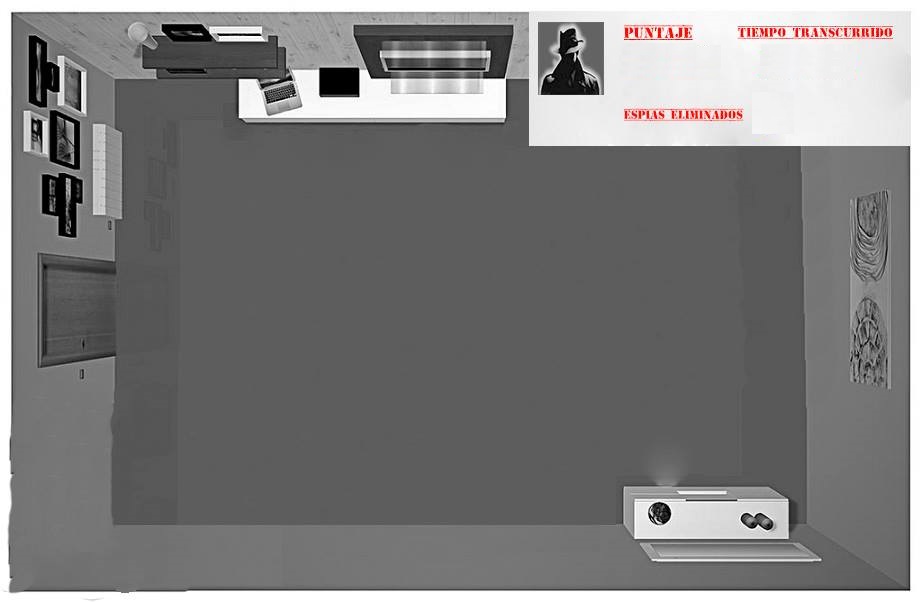 PUNTAJE
TIEMPO TRANSCURRIDO
ESPIAS ELIMINADOS